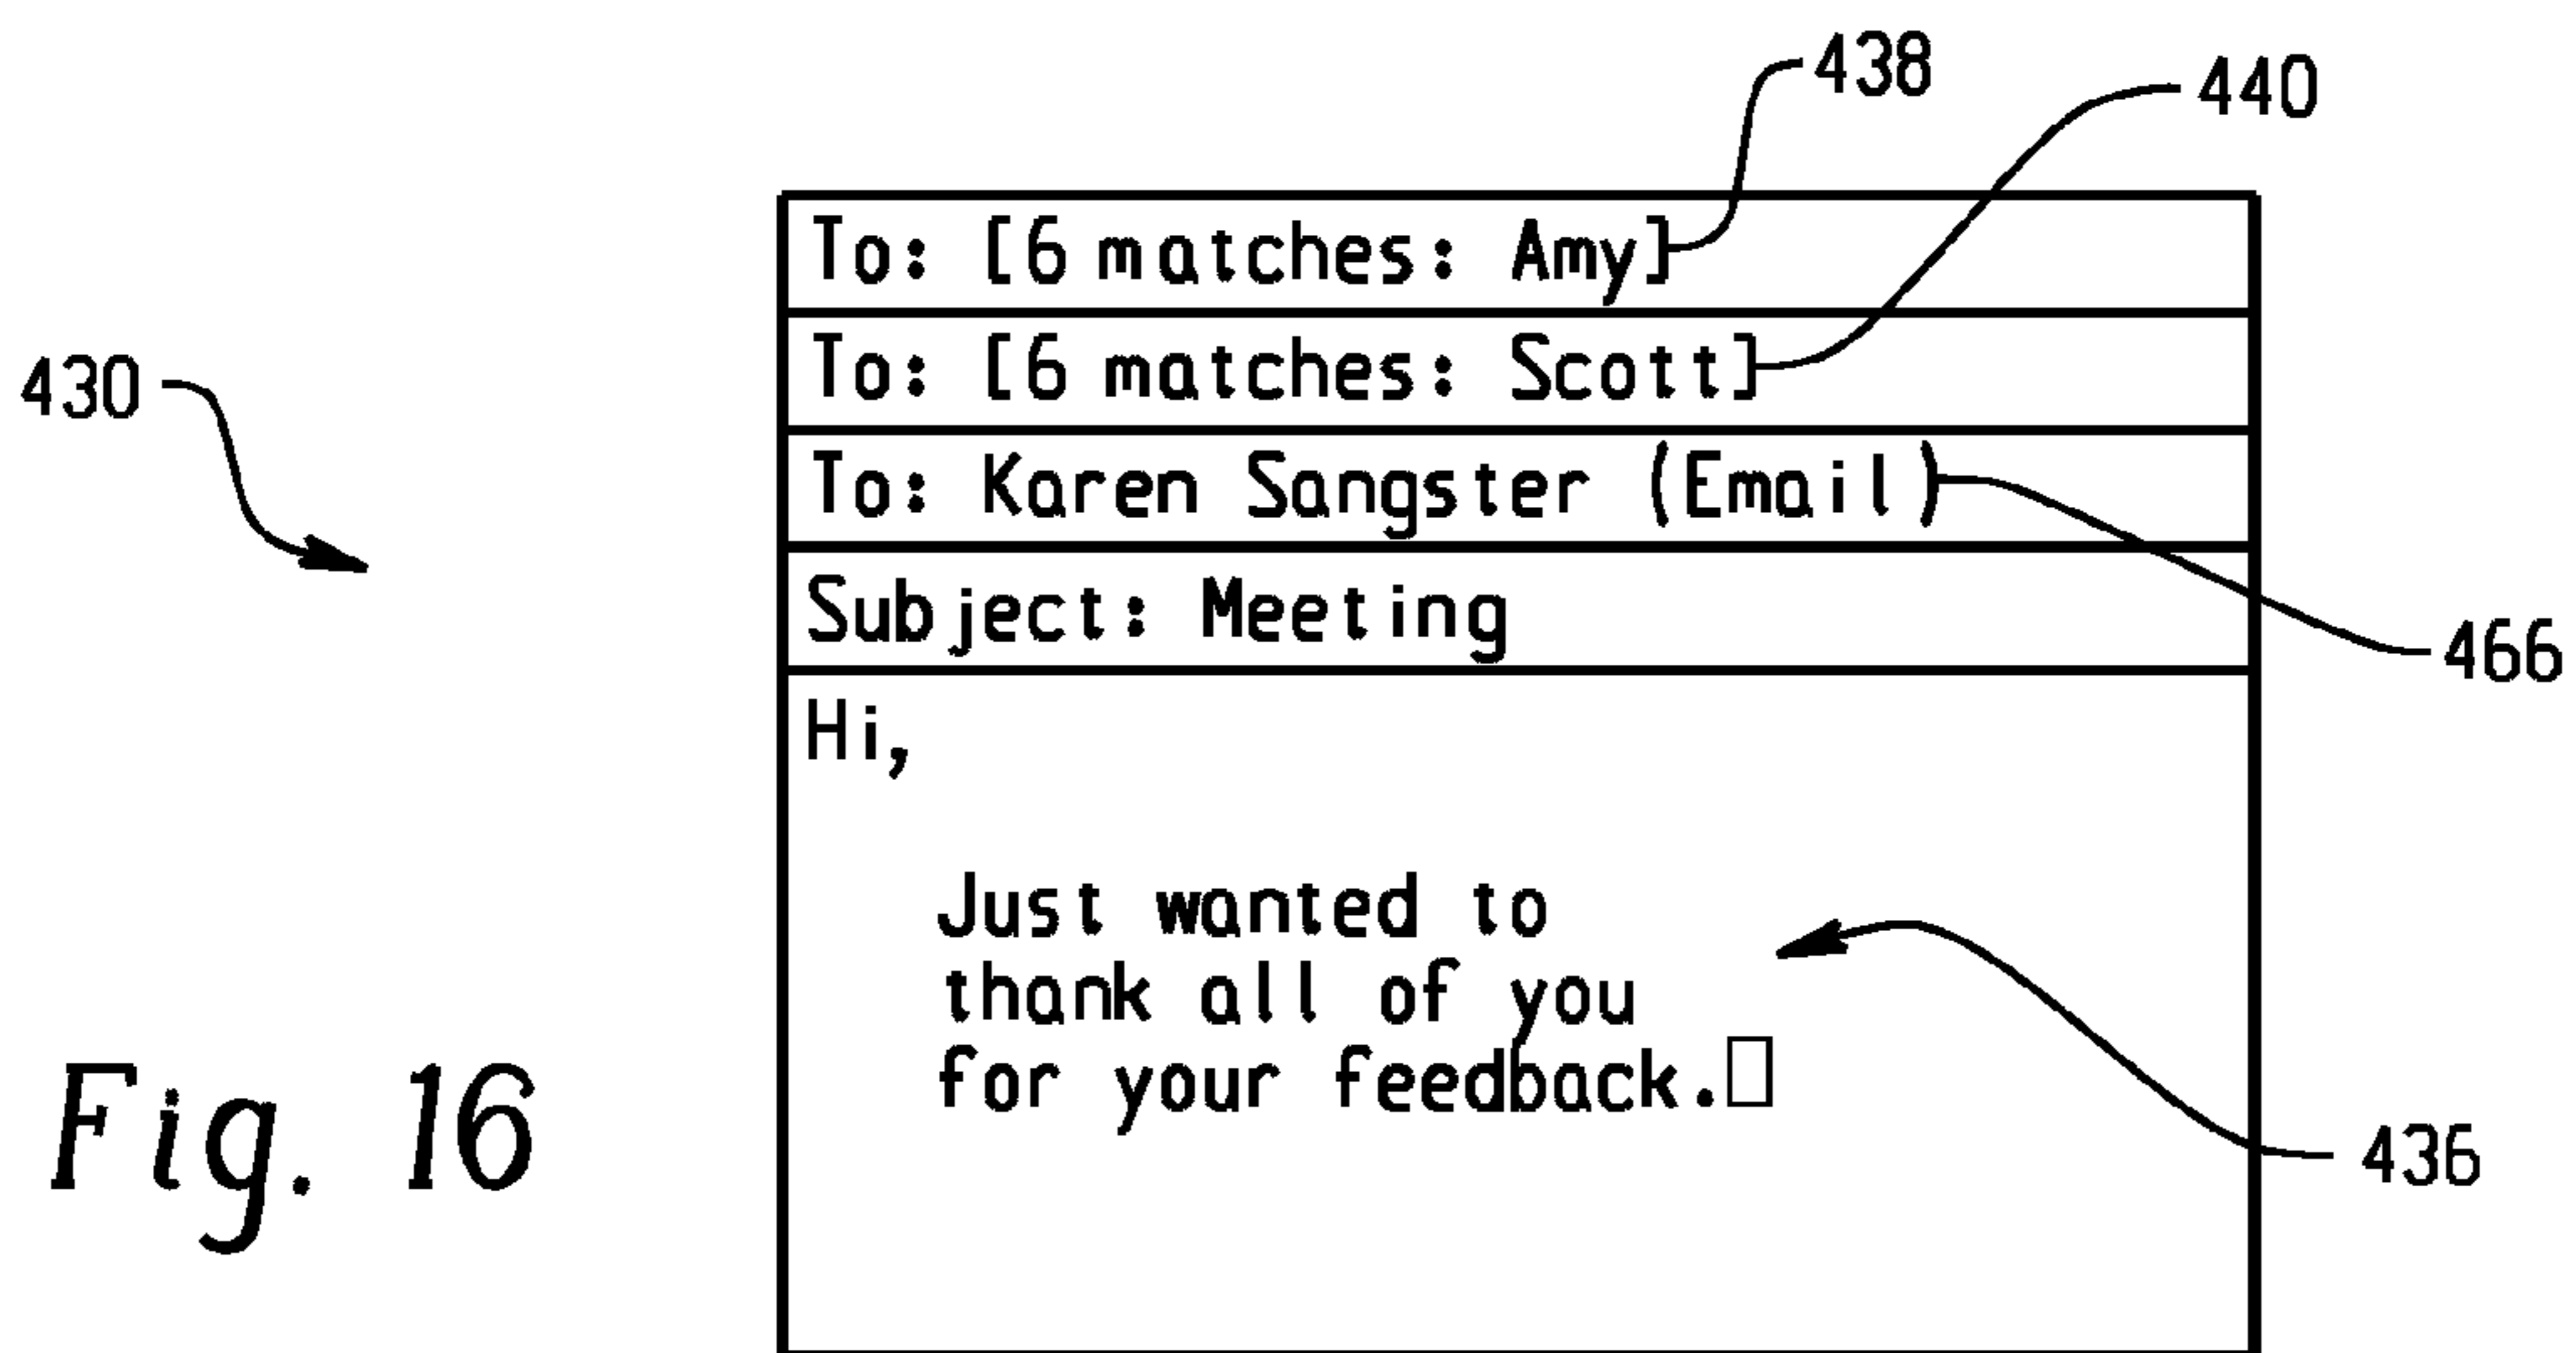 438
440
To: [6 matches: Amy]
To: [6 matches: Scott]
430
To: Karen Sangster (Email)
Subject: Meeting
466
Hi,
Just wanted to
thank all of you
for your feedback.
Fig. 16
436